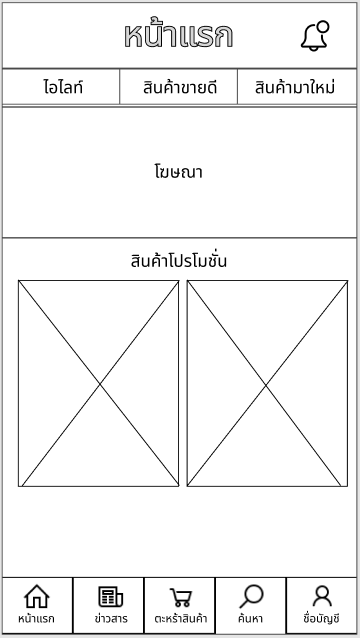 หน้าแรก
ไอไลท์ สินค้าขายดี สินค้ามาใหม่
โฆษณา
สินค้าโปรโมชั่น
หน้าแรก ข่าวสาร ตะหร้าสินค้า ค้นหา ชื่อบัญชี